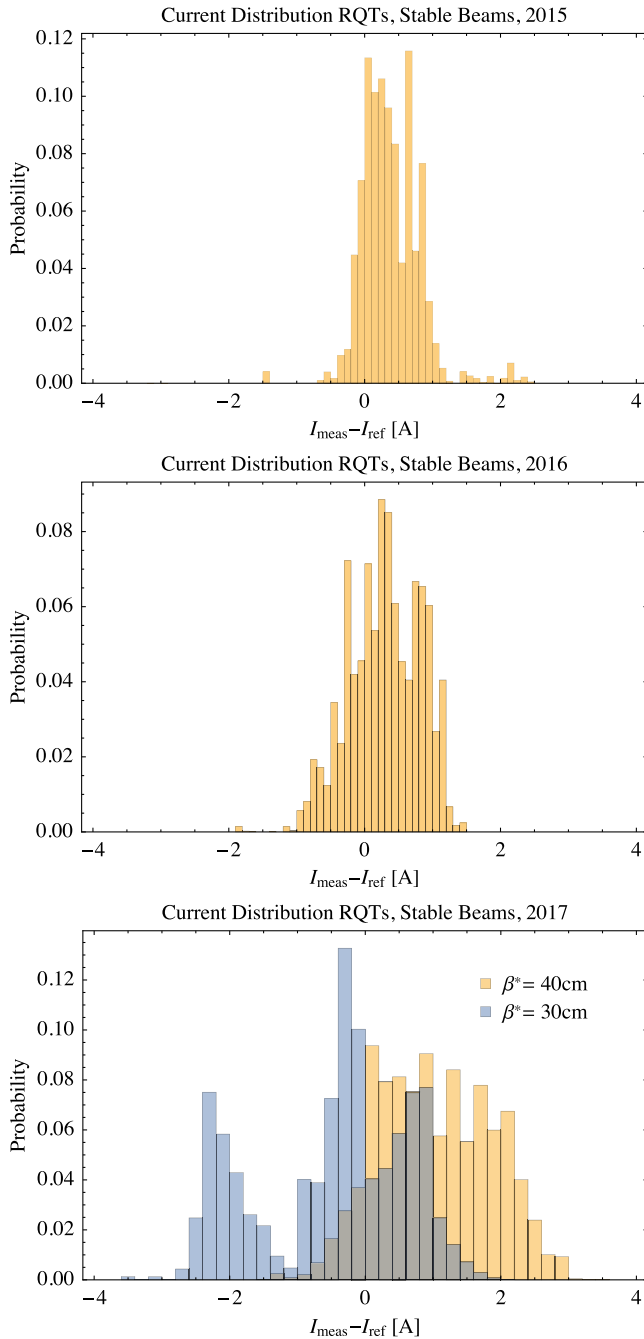 Current Distribution RQTs, Stable Beams, 2015
0.12
0.10
0.08
0.06
0.04
0.02
0.00
Probability
−4 −2 0 2 4
I_meas−I_ref [A]
Current Distribution RQTs, Stable Beams, 2016
0.08
0.06
0.04
0.02
0.00
Probability
−4 −2 0 2 4
I_meas−I_ref [A]
Current Distribution RQTs, Stable Beams, 2017
β*= 40cm
β*= 30cm
0.12
0.10
0.08
0.06
0.04
0.02
0.00
Probability
−4 −2 0 2 4
I_meas−I_ref [A]